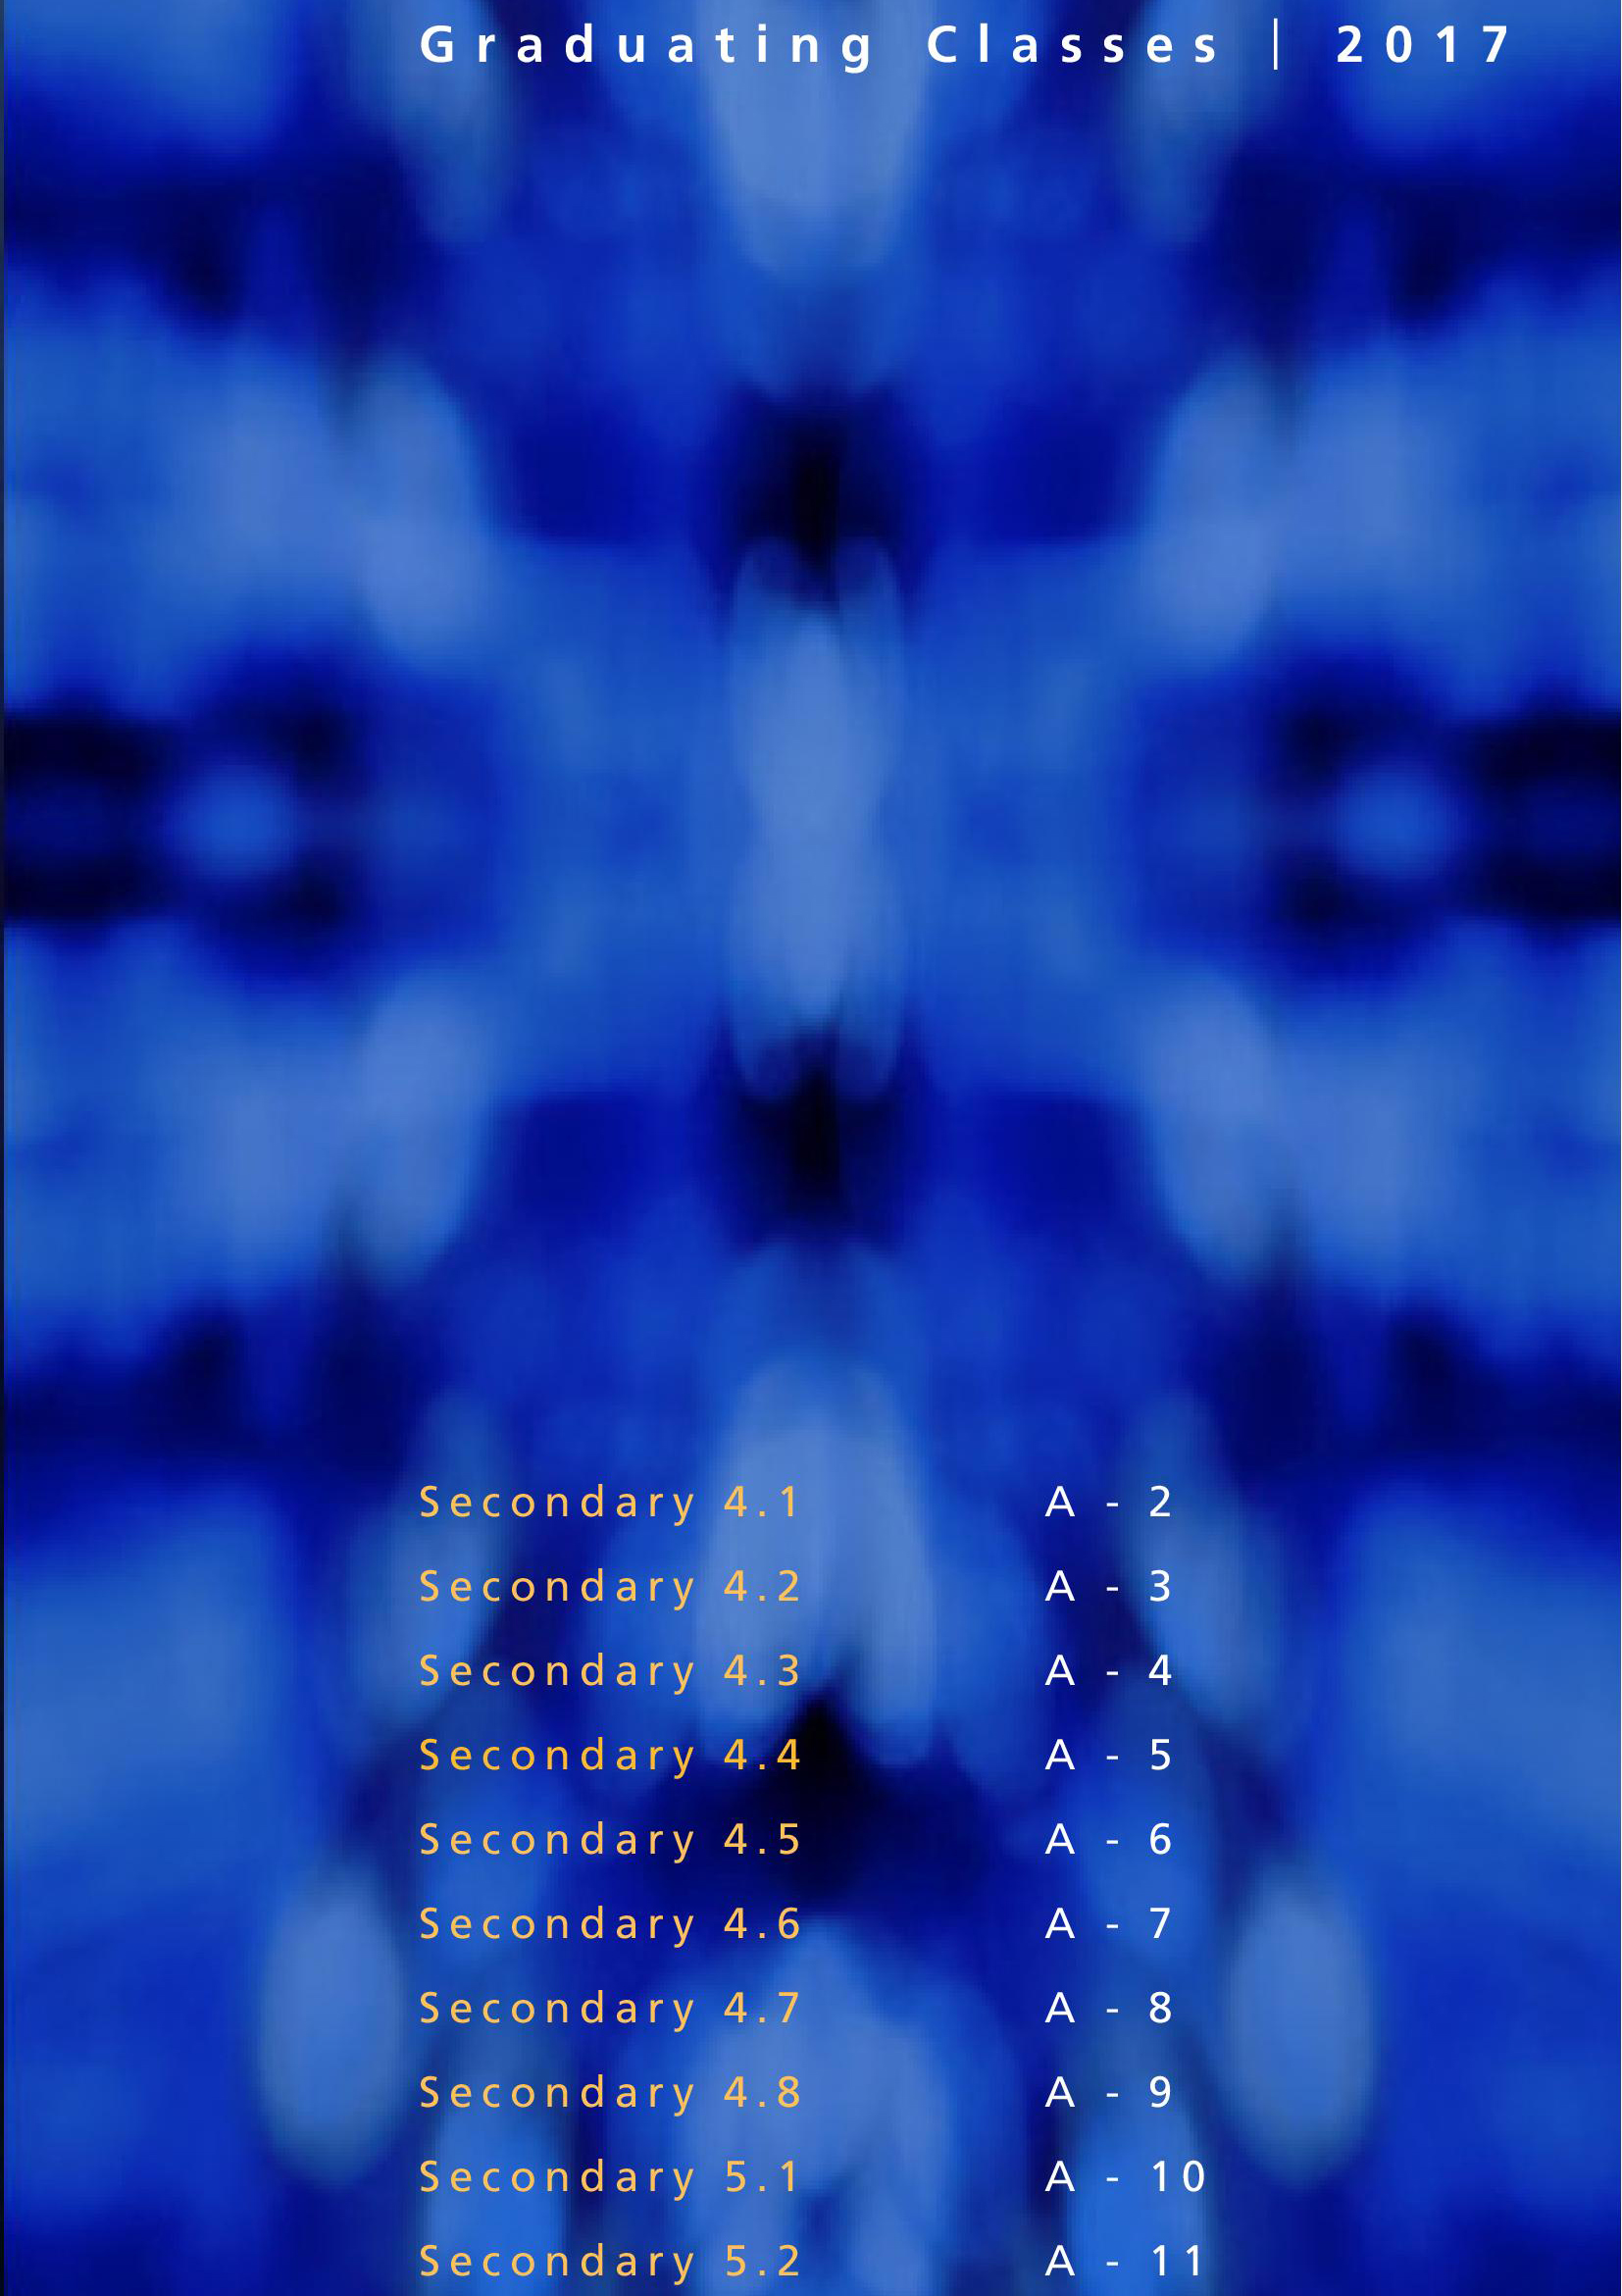 Graduating Classes | 2017
Secondary 4.1 A - 2
Secondary 4.2 A - 3
Secondary 4.3 A - 4
Secondary 4.4 A - 5
Secondary 4.5 A - 6
Secondary 4.6 A - 7
Secondary 4.7 A - 8
Secondary 4.8 A - 9
Secondary 5.1 A - 10
Secondary 5.2 A - 11